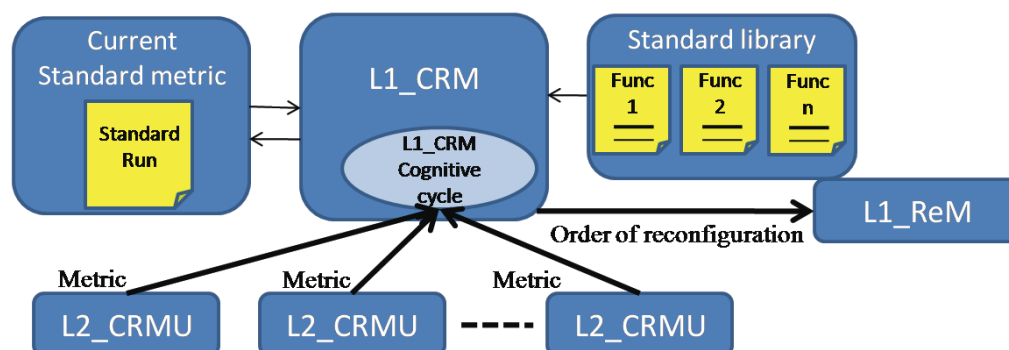 Current
Standard metric
Standard
Run
L1_CRM
L1_CRM
Cognitive
cycle
Standard library
Func
1
Func
2
Func
n
L1_ReM
Order of reconfiguration
Metric
Metric
Metric
L2_CRMU
L2_CRMU
L2_CRMU